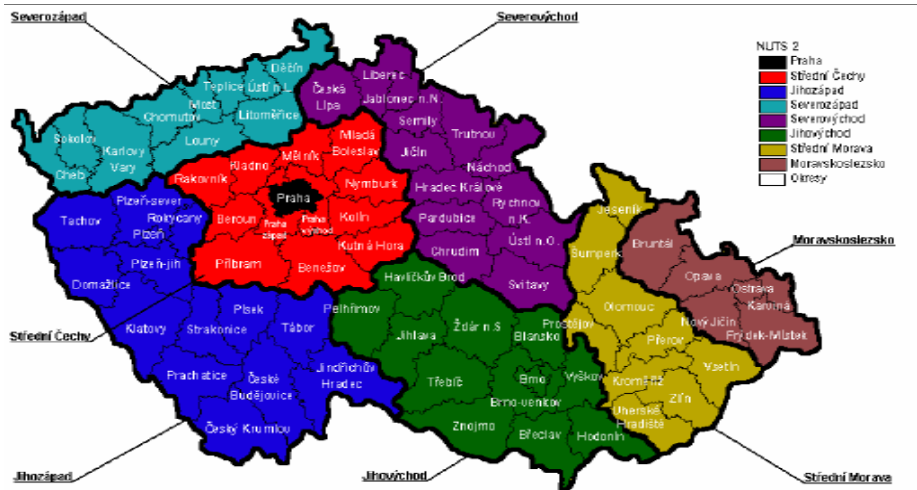 Severozápad
Severovýchod
NUTS 2
Praha
Střední Čechy
Jihozápad
Severozápad
Severovýchod
Jihovýchod
Střední Morava
Moravskoslezsko
Okresy
Děčín
Teplice
Ústí n.L.
Most
Chomutov
Litoměřice
Sokolov
Karlovy
Vary
Louny
Cheb
Liberec
Česká
Lípa
Jablonec n.N.
Semily
Trutnov
Jičín
Náchod
Hradec Králové
Rychnov
n.K.
Pardubice
Ústí n.O.
Chrudim
Svitavy
Mladá
Boleslav
Mělník
Kladno
Rakovník
Nymburk
Praha
Beroun
Praha
západ
Praha
východ
Kolín
Kutná Hora
Příbram
Benešov
Plzeň-sever
Tachov
Rokycany
Plzeň
Plzeň-jih
Domažlice
Klatovy
Písek
Strakonice
Tábor
Prachatice
České
Budějovice
Jindřichův
Hradec
Český Krumlov
Havlíčkův Brod
Pelhřimov
Jihlava
Žďár n.S
Blansko
Třebíč
Brno
Vyškov
Brno-venkov
Znojmo
Břeclav
Hodonín
Jeseník
Šumperk
Olomouc
Prostějov
Přerov
Vsetín
Kroměříž
Zlín
Uherské
Hradiště
Bruntál
Opava
Ostrava
Karviná
Nový Jičín
Frýdek-Místek
Moravskoslezsko
Střední Čechy
Jihozápad
Jihovýchod
Střední Morava